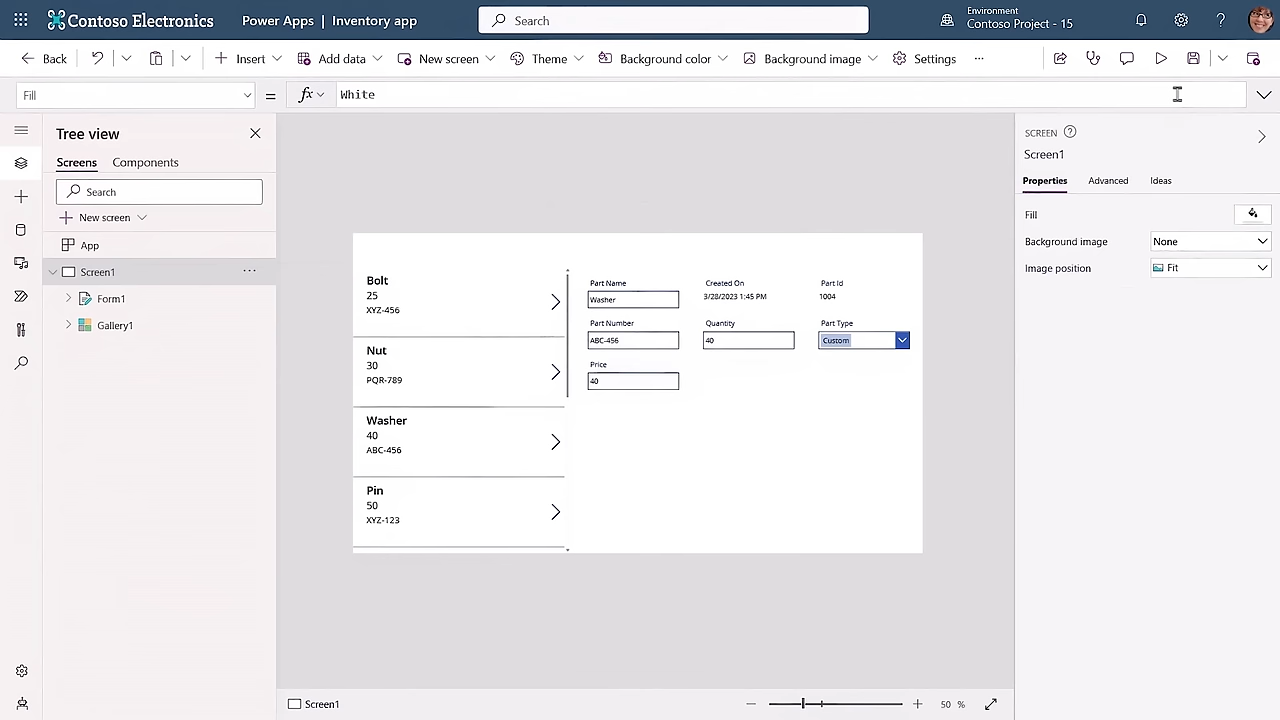 Contoso Electronics Power Apps | Inventory app Search Environment
Contoso Project - 15
Back Insert Add data New screen Theme Background color Background image Settings ...
Fill = fx White
Tree view
Screens Components
Search
New screen
App
Screen1 ...
Form1
Gallery1
Bolt
25
XYZ-456
Nut
30
PQR-789
Washer
40
ABC-456
Pin
50
XYZ-123
Part Name Created On Part Id
Washer 3/28/2023 1:45 PM 1004
Part Number Quantity Part Type
ABC-456 40 Custom
Price
40
SCREEN ?
Screen1
Properties Advanced Ideas
Fill
Background image None
Image position Fit
Screen1 50 %